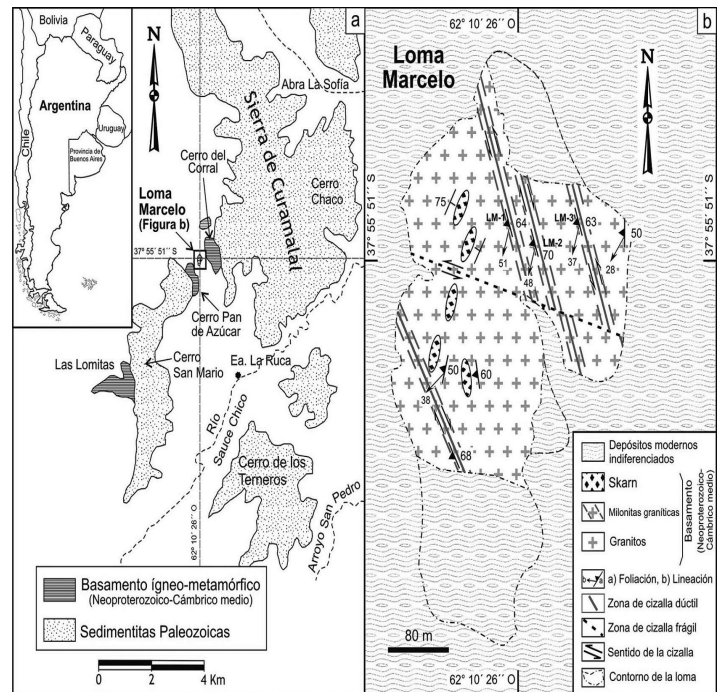 Bolivia
Paraguay
Argentina
Uruguay
Chile
Provincia de
Buenos Aires
a
N
Abra La Sofía
Sierra de Curamalal
Cerro del
Corral
Cerro
Chaco
Loma
Marcelo
(Figura b)
37º 55´ 51´´ S
Cerro Pan
de Azúcar
Las Lomitas
Cerro
San Mario
Ea. La Ruca
Río
Sauce Chico
Cerro de los
Terneros
Arroyo San Pedro
62º 10´ 26´´ O
Basamento ígneo-metamórfico
(Neoproterozoico-Cámbrico medio)
Sedimentitas Paleozoicas
0 2 4 Km
62º 10´ 26´´ O
b
Loma
Marcelo
N
37º 55´ 51´´ S
37º 55´ 51´´ S
75
LM-1
64
LM-3
63
50
LM-2
70
51
48
37
28
50
60
38
68
80 m
62º 10´ 26´´ O
Depósitos modernos
indiferenciados
Skarn
Milonitas graníticas
Granitos
Basamento
(Neoproterozoico-
Cámbrico medio)
b a a) Foliación, b) Lineación
Zona de cizalla dúctil
Zona de cizalla frágil
Sentido de la cizalla
Contorno de la loma